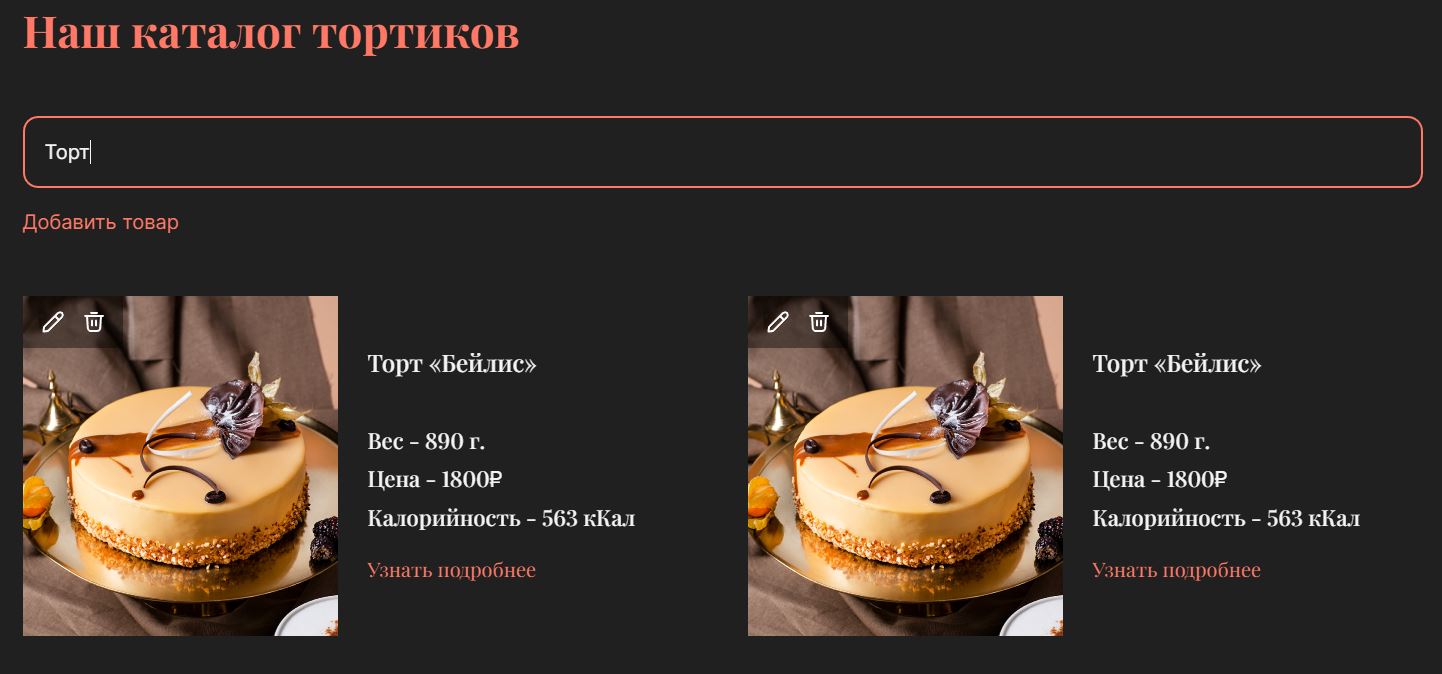 Наш каталог тортиков
Торт
Добавить товар
Торт «Бейлис»
Вес - 890 г.
Цена - 1800₽
Калорийность - 563 кКал
Узнать подробнее
Торт «Бейлис»
Вес - 890 г.
Цена - 1800₽
Калорийность - 563 кКал
Узнать подробнее